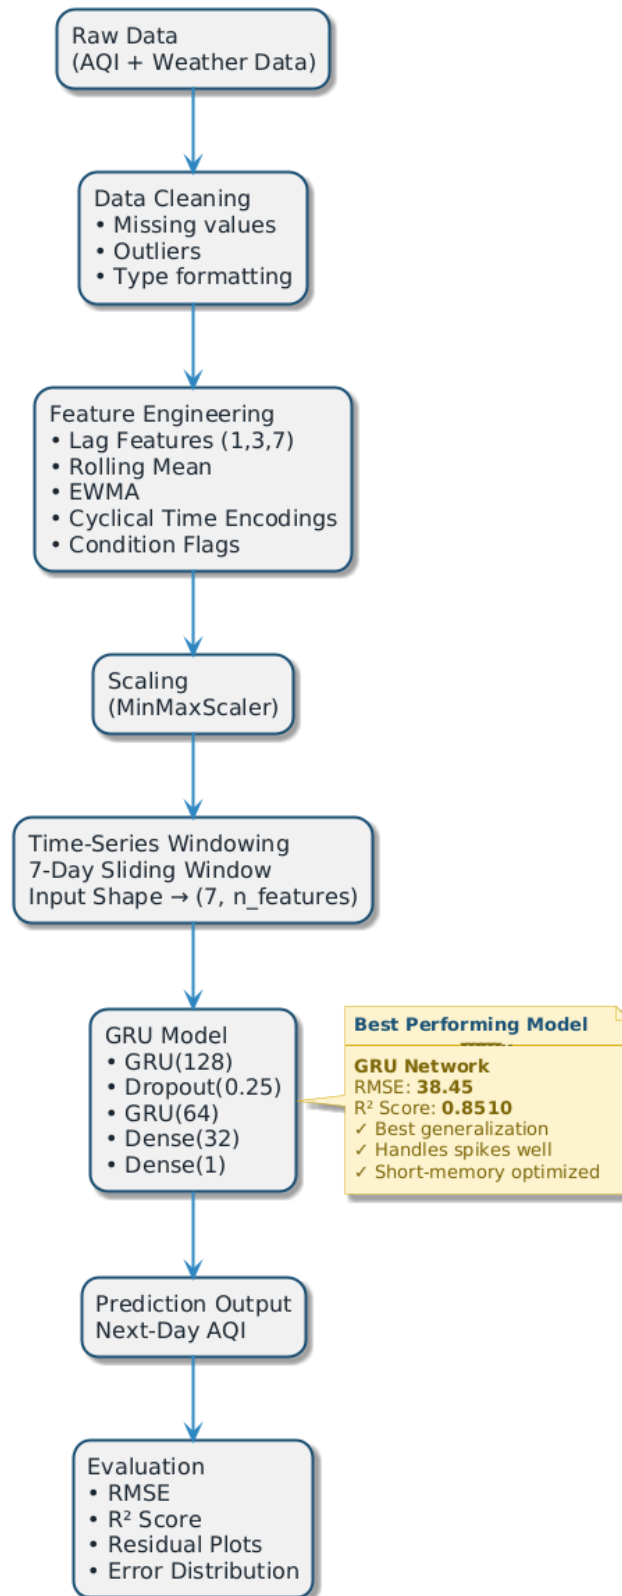 Raw Data
(AQI + Weather Data)
Data Cleaning
• Missing values
• Outliers
• Type formatting
Feature Engineering
• Lag Features (1,3,7)
• Rolling Mean
• EWMA
• Cyclical Time Encodings
• Condition Flags
Scaling
(MinMaxScaler)
Time-Series Windowing
7-Day Sliding Window
Input Shape → (7, n_features)
GRU Model
• GRU(128)
• Dropout(0.25)
• GRU(64)
• Dense(32)
• Dense(1)
Best Performing Model
GRU Network
RMSE: 38.45
R² Score: 0.8510
✓ Best generalization
✓ Handles spikes well
✓ Short-memory optimized
Prediction Output
Next-Day AQI
Evaluation
• RMSE
• R² Score
• Residual Plots
• Error Distribution